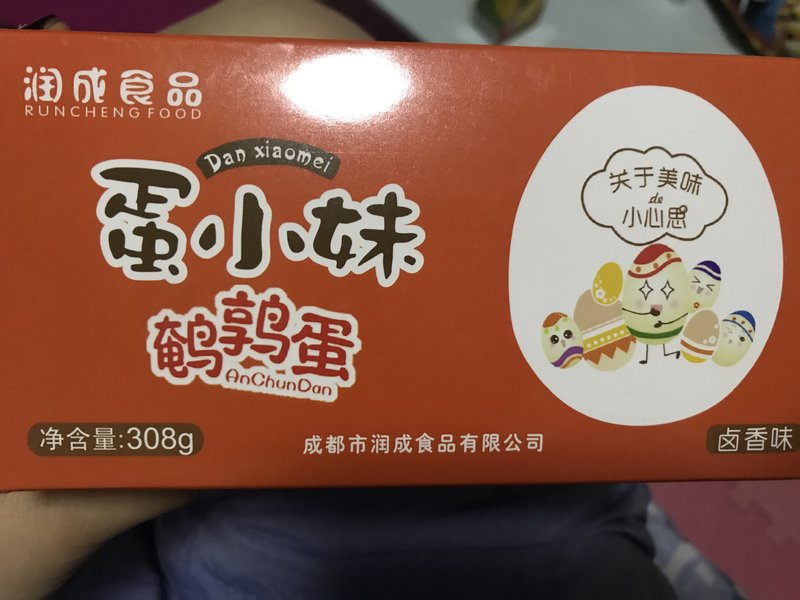 润成食品
RUNCHENG FOOD
Dan xiaomei
蛋小妹
鹌鹑蛋
AnChunDan
关于美味
de
小心思
净含量:308g
成都市润成食品有限公司
卤香味